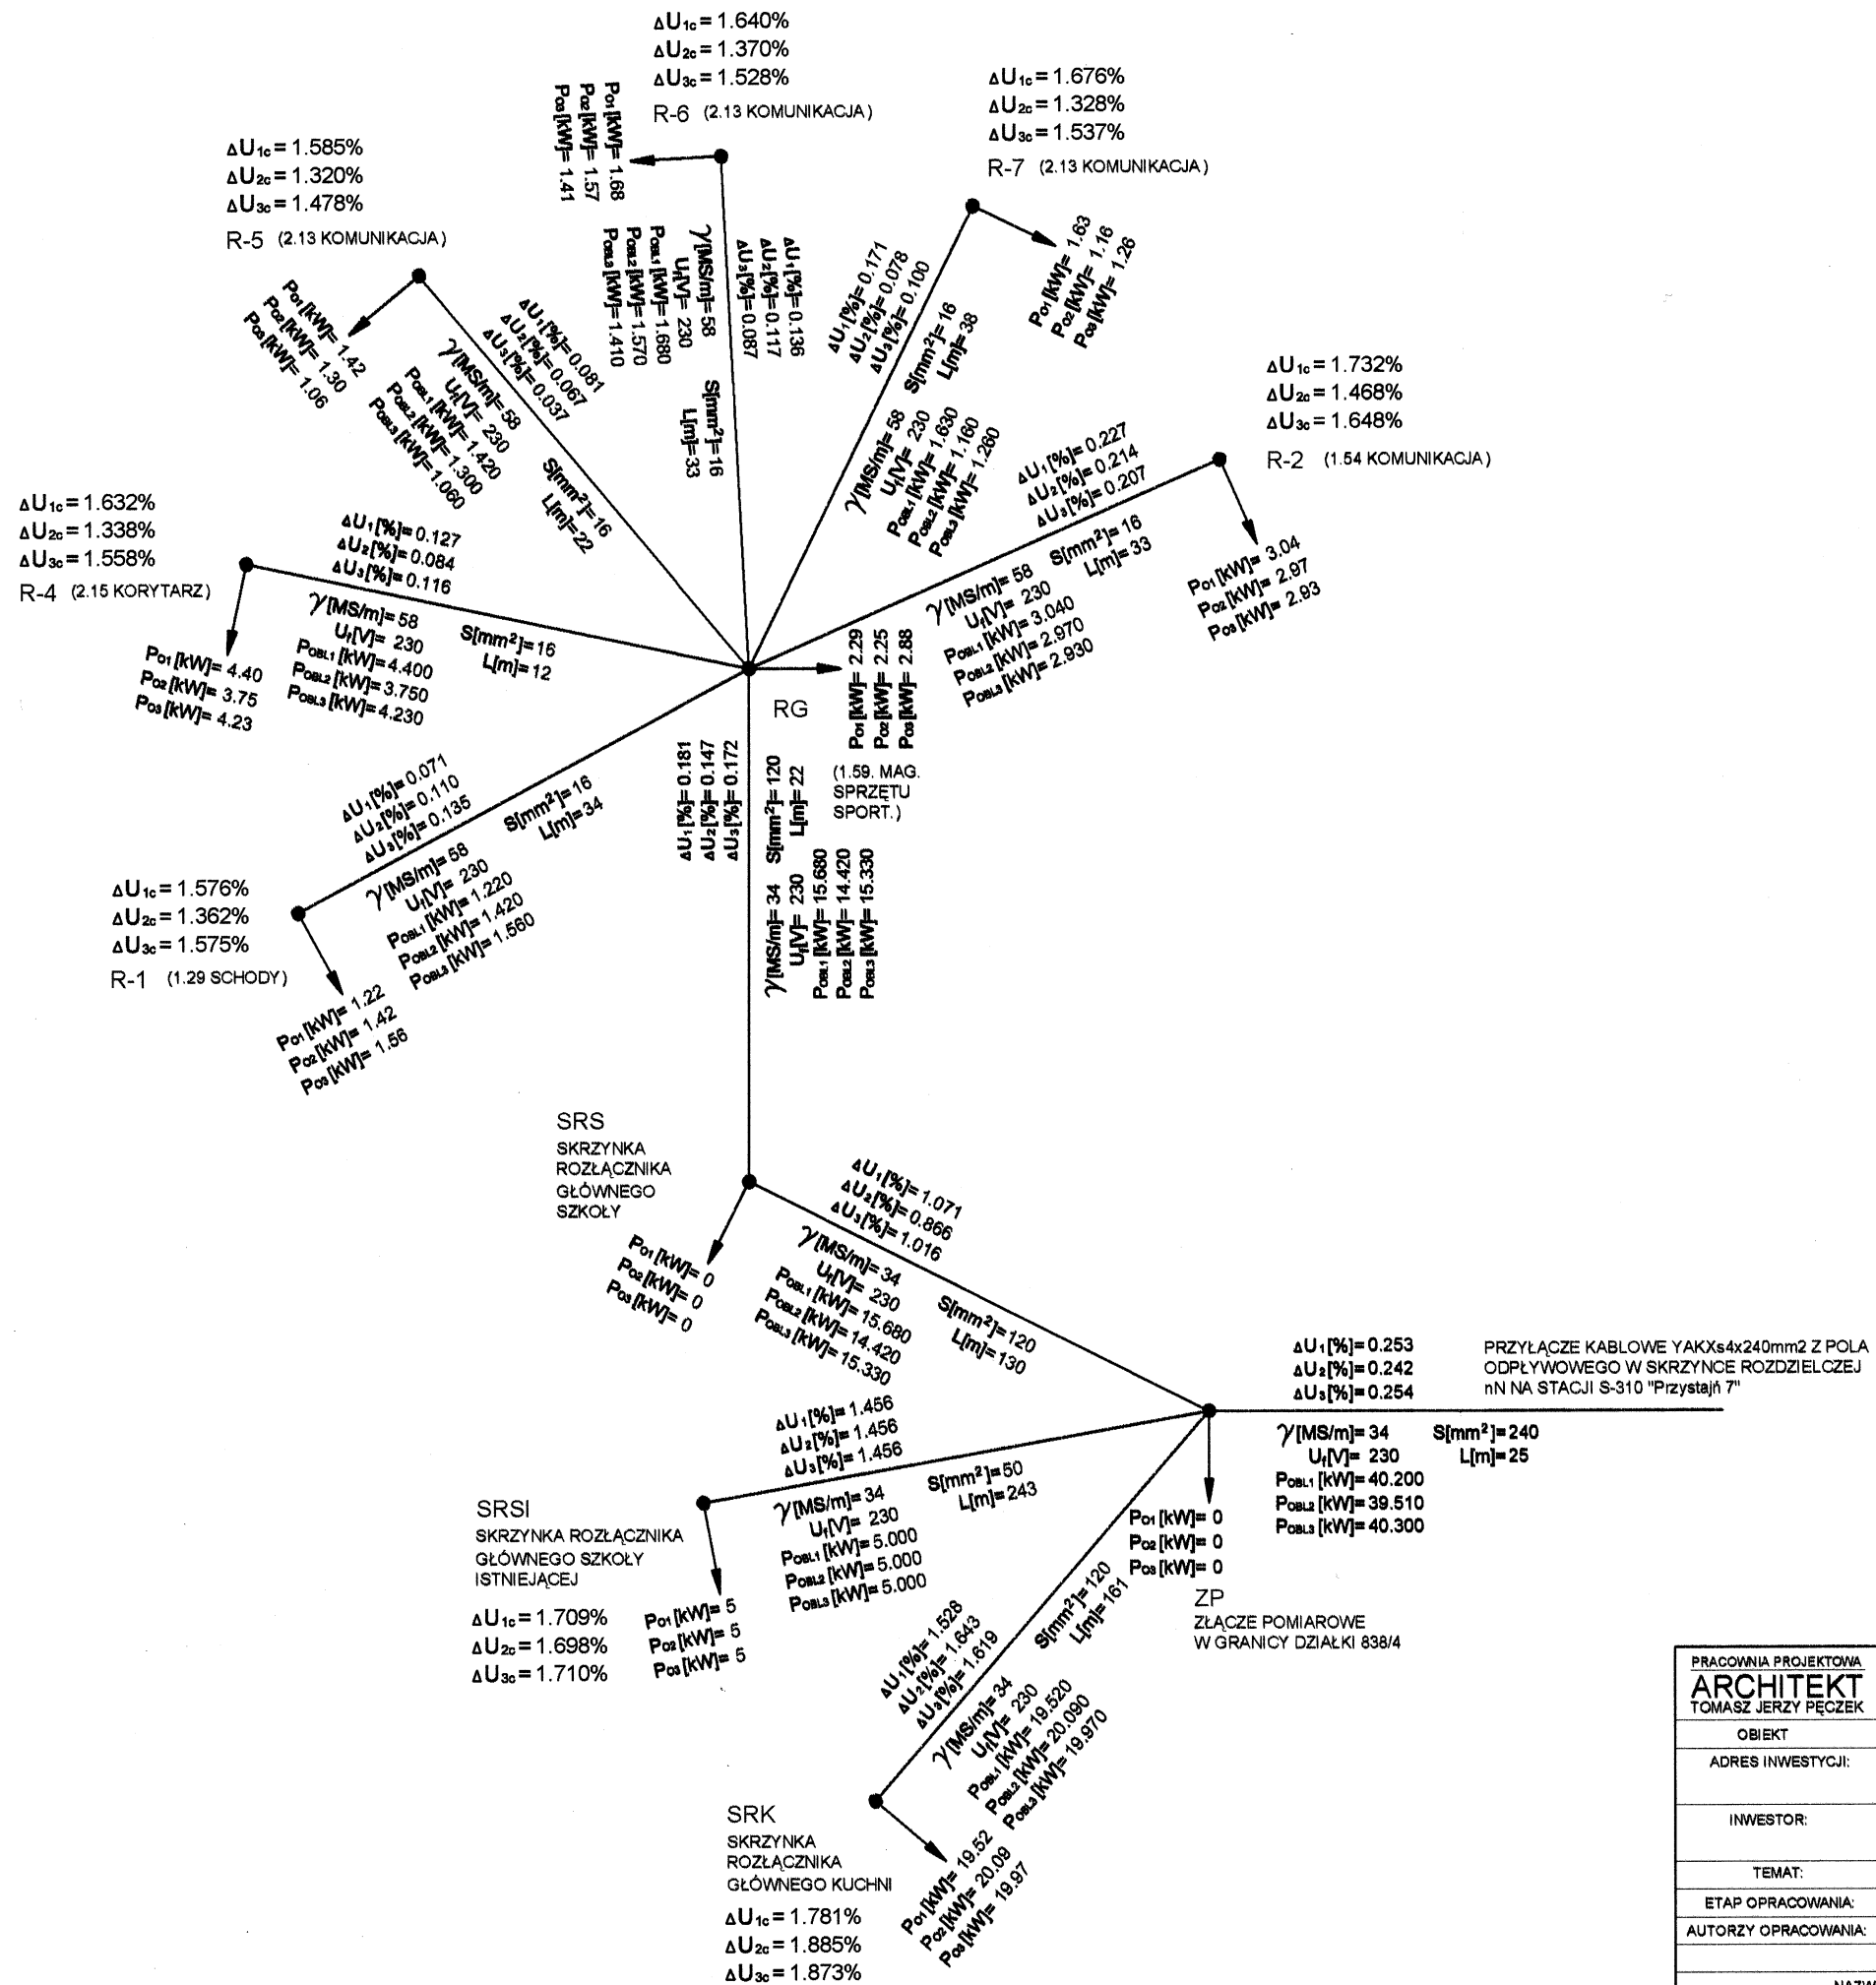 ΔU1c= 1.640%
ΔU2c= 1.370%
ΔU3c= 1.528%
R-6 (2.13 KOMUNIKACJA)
PO1[kW]= 1.68
PO2[kW]= 1.57
PO3[kW]= 1.41
γ[MS/m]= 58
Uf[V]= 230
POBL1[kW]= 1.680
POBL2[kW]= 1.570
POBL3[kW]= 1.410
S[mm²]=16
L[m]=33
ΔU1[%]=0.136
ΔU2[%]=0.117
ΔU3[%]=0.087
ΔU1c= 1.676%
ΔU2c= 1.328%
ΔU3c= 1.537%
R-7 (2.13 KOMUNIKACJA)
PO1[kW]= 1.63
PO2[kW]= 1.16
PO3[kW]= 1.26
ΔU1[%]=0.171
ΔU2[%]=0.078
ΔU3[%]=0.100
S[mm²]=16
L[m]=38
γ[MS/m]= 58
Uf[V]= 230
POBL1[kW]= 1.630
POBL2[kW]= 1.160
POBL3[kW]= 1.260
ΔU1c= 1.585%
ΔU2c= 1.320%
ΔU3c= 1.478%
R-5 (2.13 KOMUNIKACJA)
PO1[kW]= 1.42
PO2[kW]= 1.30
PO3[kW]= 1.06
ΔU1[%]=0.081
ΔU2[%]=0.067
ΔU3[%]=0.037
γ[MS/m]= 58
Uf[V]= 230
POBL1[kW]= 1.420
POBL2[kW]= 1.300
POBL3[kW]= 1.060
S[mm²]=16
L[m]=22
ΔU1c= 1.732%
ΔU2c= 1.468%
ΔU3c= 1.648%
R-2 (1.54 KOMUNIKACJA)
ΔU1[%]=0.227
ΔU2[%]=0.214
ΔU3[%]=0.207
S[mm²]=16
L[m]=33
γ[MS/m]= 58
Uf[V]= 230
POBL1[kW]= 3.040
POBL2[kW]= 2.970
POBL3[kW]= 2.930
PO1[kW]= 3.04
PO2[kW]= 2.97
PO3[kW]= 2.93
ΔU1c= 1.632%
ΔU2c= 1.338%
ΔU3c= 1.558%
R-4 (2.15 KORYTARZ)
ΔU1[%]=0.127
ΔU2[%]=0.084
ΔU3[%]=0.116
γ[MS/m]= 58
Uf[V]= 230
POBL1[kW]=4.400
POBL2[kW]= 3.750
POBL3[kW]= 4.230
S[mm²]=16
L[m]=12
PO1[kW]= 4.40
PO2[kW]= 3.75
PO3[kW]= 4.23
RG
PO1[kW]= 2.29
PO2[kW]= 2.25
PO3[kW]= 2.88
(1.59. MAG.
SPRZĘTU
SPORT.)
ΔU1[%]=0.071
ΔU2[%]=0.110
ΔU3[%]=0.135
S[mm²]=16
L[m]=34
γ[MS/m]= 58
Uf[V]= 230
POBL1[kW]= 1.220
POBL2[kW]= 1.420
POBL3[kW]= 1.560
ΔU1c= 1.576%
ΔU2c= 1.362%
ΔU3c= 1.575%
R-1 (1.29 SCHODY)
PO1[kW]= 1.22
PO2[kW]= 1.42
PO3[kW]= 1.56
ΔU1[%]= 0.181
ΔU2[%]= 0.147
ΔU3[%]= 0.172
γ[MS/m]= 34 S[mm²]= 120
Uf[V]= 230 L[m]=22
POBL1[kW]= 15.680
POBL2[kW]= 14.420
POBL3[kW]= 15.330
SRS
SKRZYNKA
ROZŁĄCZNIKA
GŁÓWNEGO
SZKOŁY
PO1[kW]= 0
PO2[kW]= 0
PO3[kW]= 0
ΔU1[%]= 1.071
ΔU2[%]=0.866
ΔU3[%]=1.016
γ[MS/m]= 34
Uf[V]= 230
POBL1[kW]= 15.680
POBL2[kW]= 14.420
POBL3[kW]= 15.330
S[mm²]=120
L[m]=130
ΔU1[%]=0.253
ΔU2[%]=0.242
ΔU3[%]=0.254
PRZYŁĄCZE KABLOWE YAKXs4x240mm2 Z POLA
ODPŁYWOWEGO W SKRZYNCE ROZDZIELCZEJ
nN NA STACJI S-310 "Przystajń 7"
γ[MS/m]= 34 S[mm²]=240
Uf[V]= 230 L[m]=25
POBL1[kW]= 40.200
POBL2[kW]= 39.510
POBL3[kW]= 40.300
PO1[kW]= 0
PO2[kW]= 0
PO3[kW]= 0
ZP
ZŁĄCZE POMIAROWE
W GRANICY DZIAŁKI 838/4
ΔU1[%]= 1.456
ΔU2[%]= 1.456
ΔU3[%]= 1.456
γ[MS/m]= 34
Uf[V]= 230
POBL1[kW]= 5.000
POBL2[kW]= 5.000
POBL3[kW]= 5.000
S[mm²]=50
L[m]=243
SRSI
SKRZYNKA ROZŁĄCZNIKA
GŁÓWNEGO SZKOŁY
ISTNIEJĄCEJ
ΔU1c= 1.709%
ΔU2c= 1.698%
ΔU3c= 1.710%
PO1[kW]= 5
PO2[kW]= 5
PO3[kW]= 5
ΔU1[%]= 1.528
ΔU2[%]= 1.643
ΔU3[%]= 1.619
S[mm²]=120
L[m]=161
γ[MS/m]= 34
Uf[V]= 230
POBL1[kW]= 19.520
POBL2[kW]= 20.090
POBL3[kW]= 19.970
SRK
SKRZYNKA
ROZŁĄCZNIKA
GŁÓWNEGO KUCHNI
ΔU1c= 1.781%
ΔU2c= 1.885%
ΔU3c= 1.873%
PO1[kW]= 19.52
PO2[kW]= 20.09
PO3[kW]= 19.97
PRACOWNIA PROJEKTOWA
ARCHITEKT
TOMASZ JERZY PĘCZEK
OBIEKT
ADRES INWESTYCJI:
INWESTOR:
TEMAT:
ETAP OPRACOWANIA:
AUTORZY OPRACOWANIA: